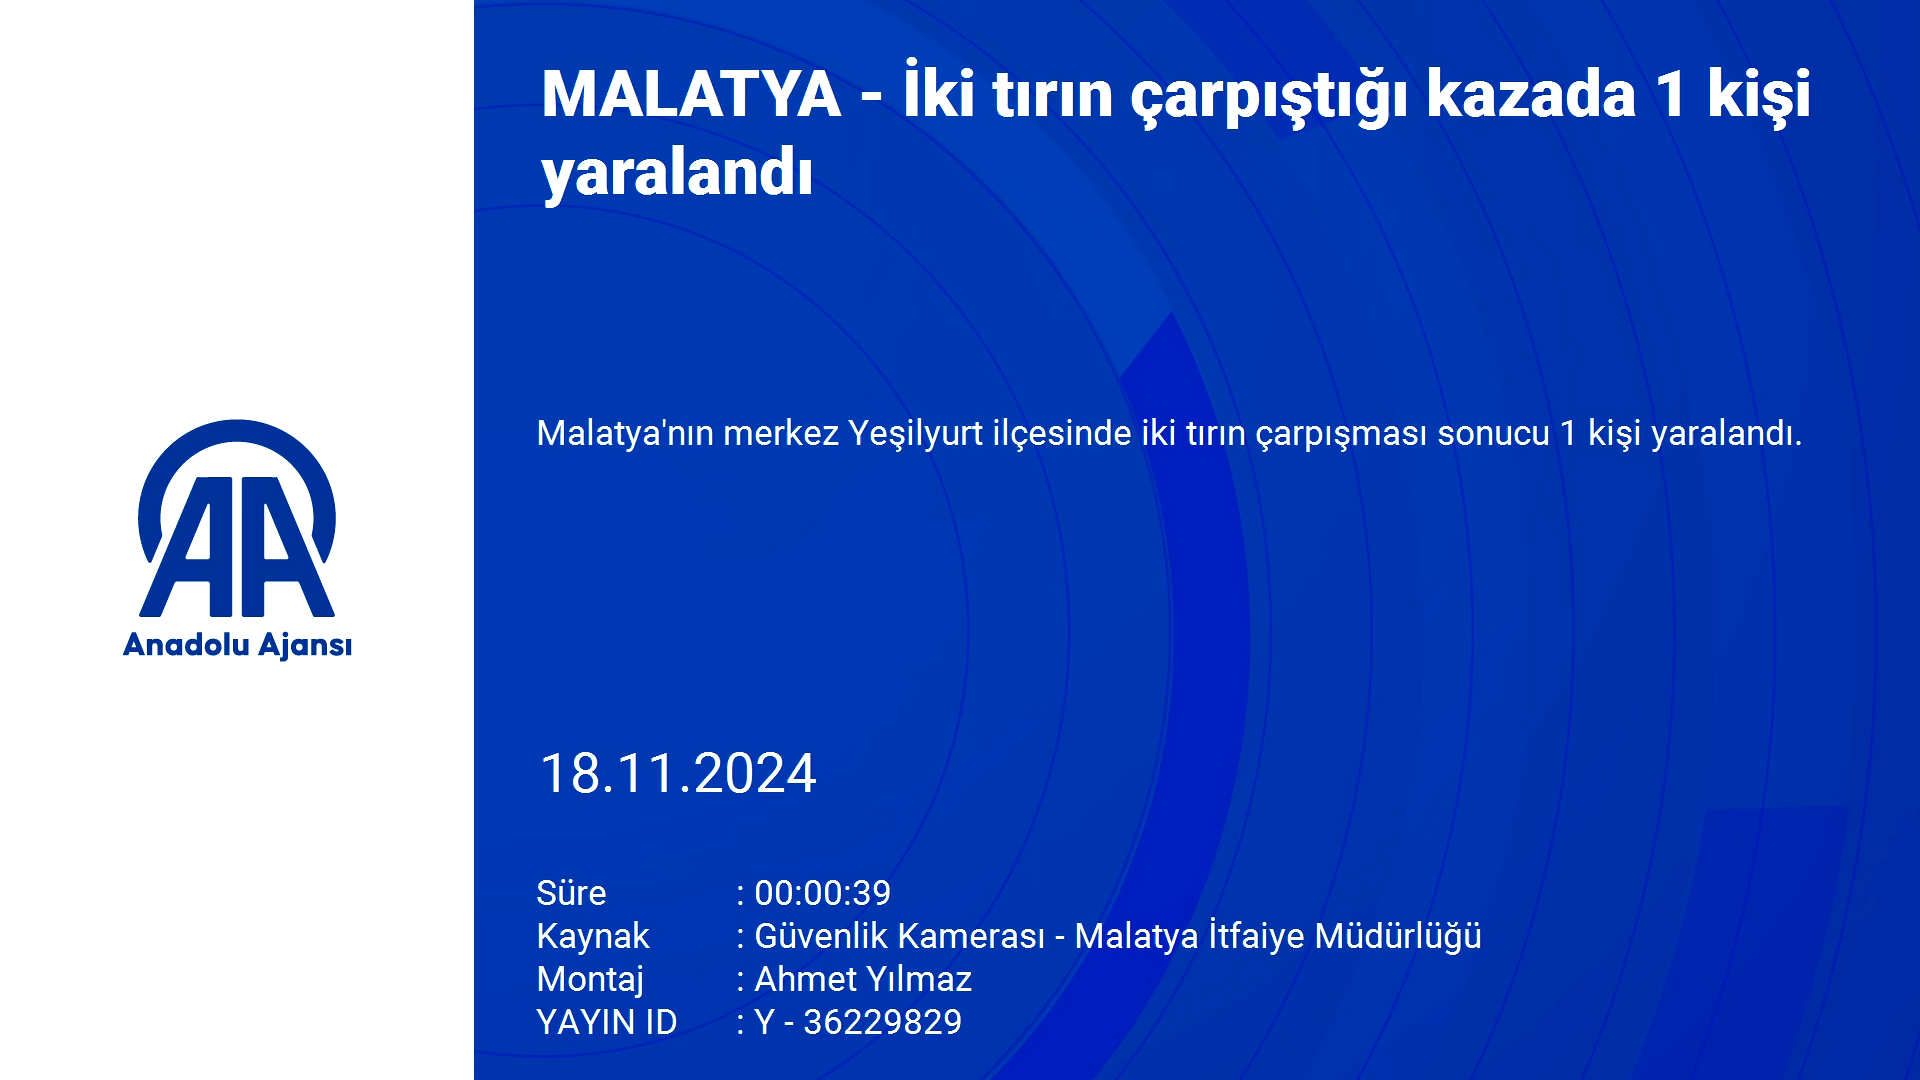 MALATYA - İki tırın çarpıştığı kazada 1 kişi
yaralandı
Malatya'nın merkez Yeşilyurt ilçesinde iki tırın çarpışması sonucu 1 kişi yaralandı.
AA
Anadolu Ajansı
18.11.2024
Süre : 00:00:39
Kaynak : Güvenlik Kamerası - Malatya İtfaiye Müdürlüğü
Montaj : Ahmet Yılmaz
YAYIN ID : Y - 36229829